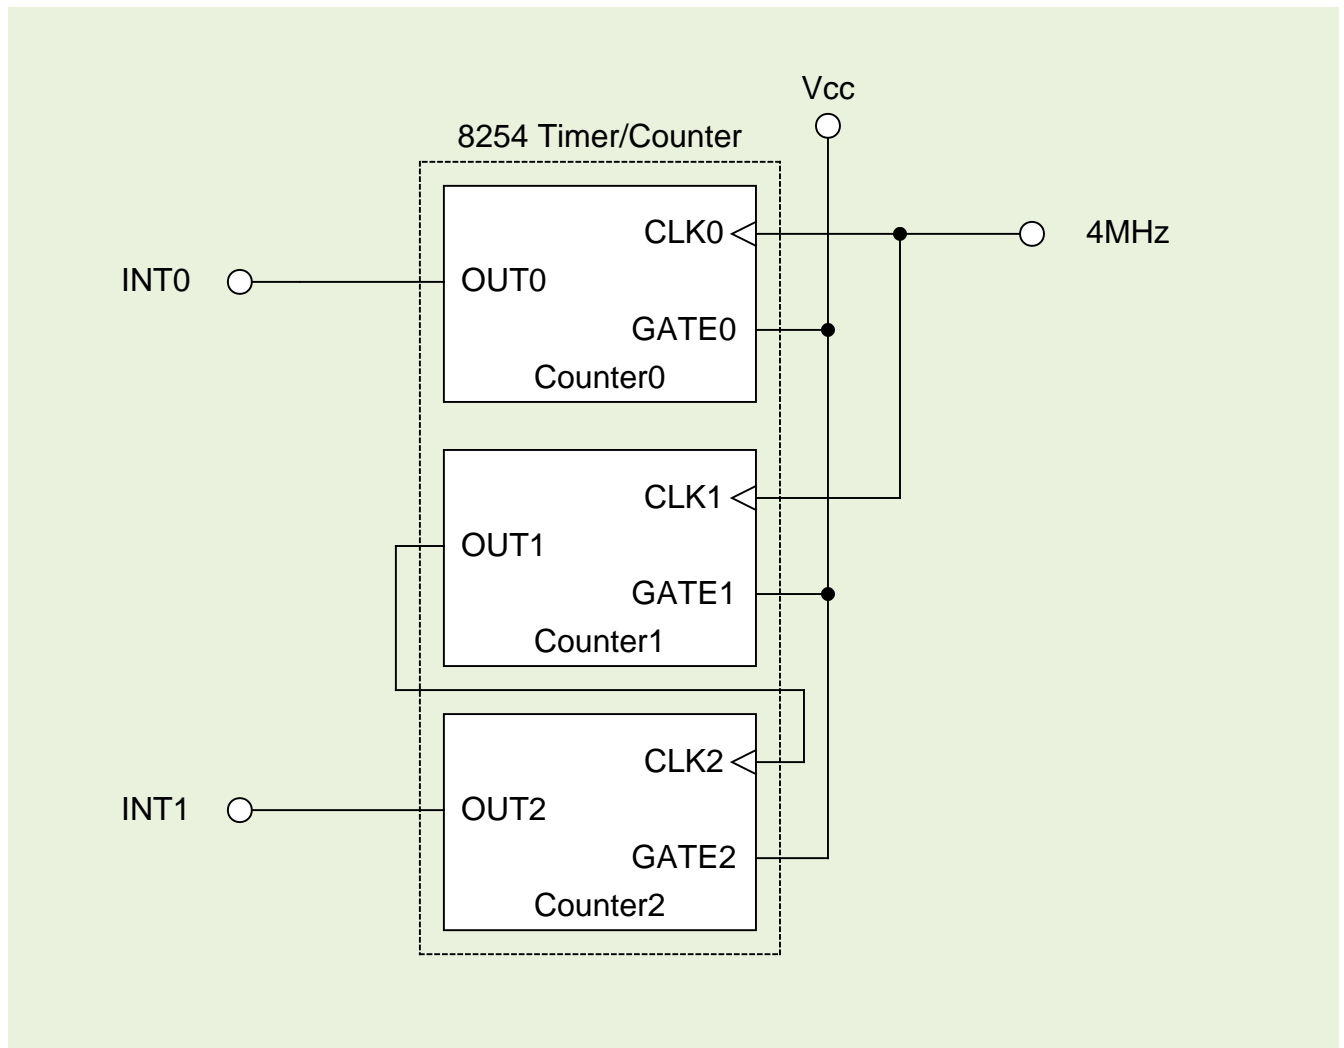 Vcc
8254 Timer/Counter
CLK0
4MHz
INT0
OUT0
GATE0
Counter0
CLK1
OUT1
GATE1
Counter1
CLK2
INT1
OUT2
GATE2
Counter2